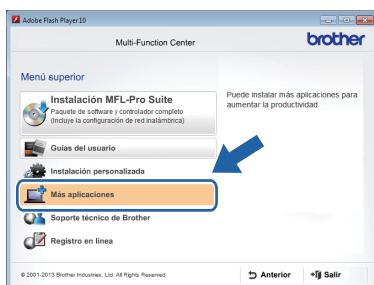 Adobe Flash Player 10
Multi-Function Center
brother
Menú superior
Instalación MFL-Pro Suite
Paquete de software y controlador completo
(Incluye la configuración de red inalámbrica)
Puede instalar más aplicaciones para
aumentar la productividad.
Guías del usuario
Instalación personalizada
Más aplicaciones
Soporte técnico de Brother
Registro en línea
© 2001-2013 Brother Industries, Ltd. All Rights Reserved.
Anterior
Salir